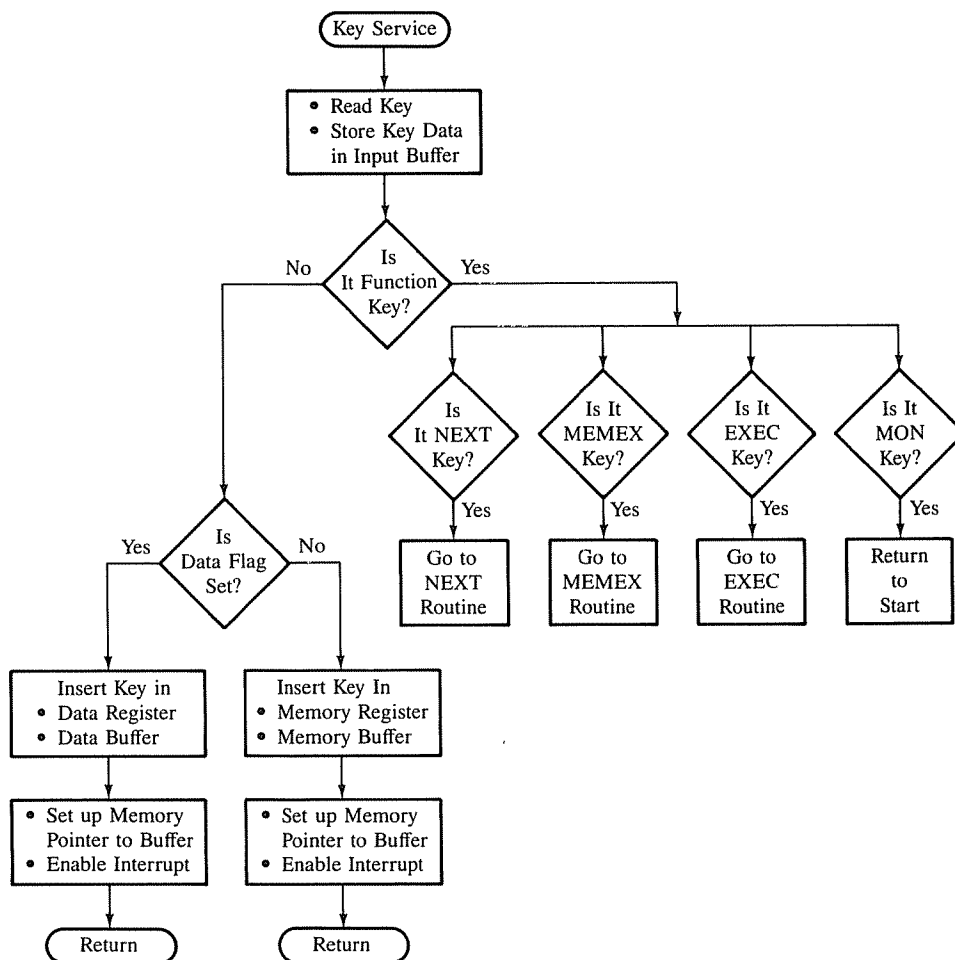 Key Service
• Read Key
• Store Key Data
in Input Buffer
Is
It Function
Key?
No
Yes
Is
It NEXT
Key?
Is It
MEMEX
Key?
Is It
EXEC
Key?
Is It
MON
Key?
Yes
Yes
Yes
Yes
Go to
NEXT
Routine
Go to
MEMEX
Routine
Go to
EXEC
Routine
Return
to
Start
Is
Data Flag
Set?
Yes
No
Insert Key in
• Data Register
• Data Buffer
Insert Key In
• Memory Register
• Memory Buffer
• Set up Memory
Pointer to Buffer
• Enable Interrupt
• Set up Memory
Pointer to Buffer
• Enable Interrupt
Return
Return